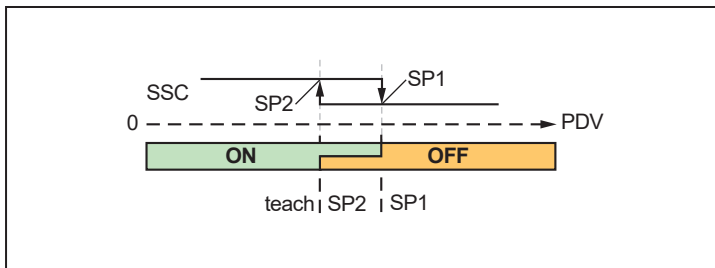 SP1
SSC
SP2
0
PDV
ON OFF
teach SP2 SP1